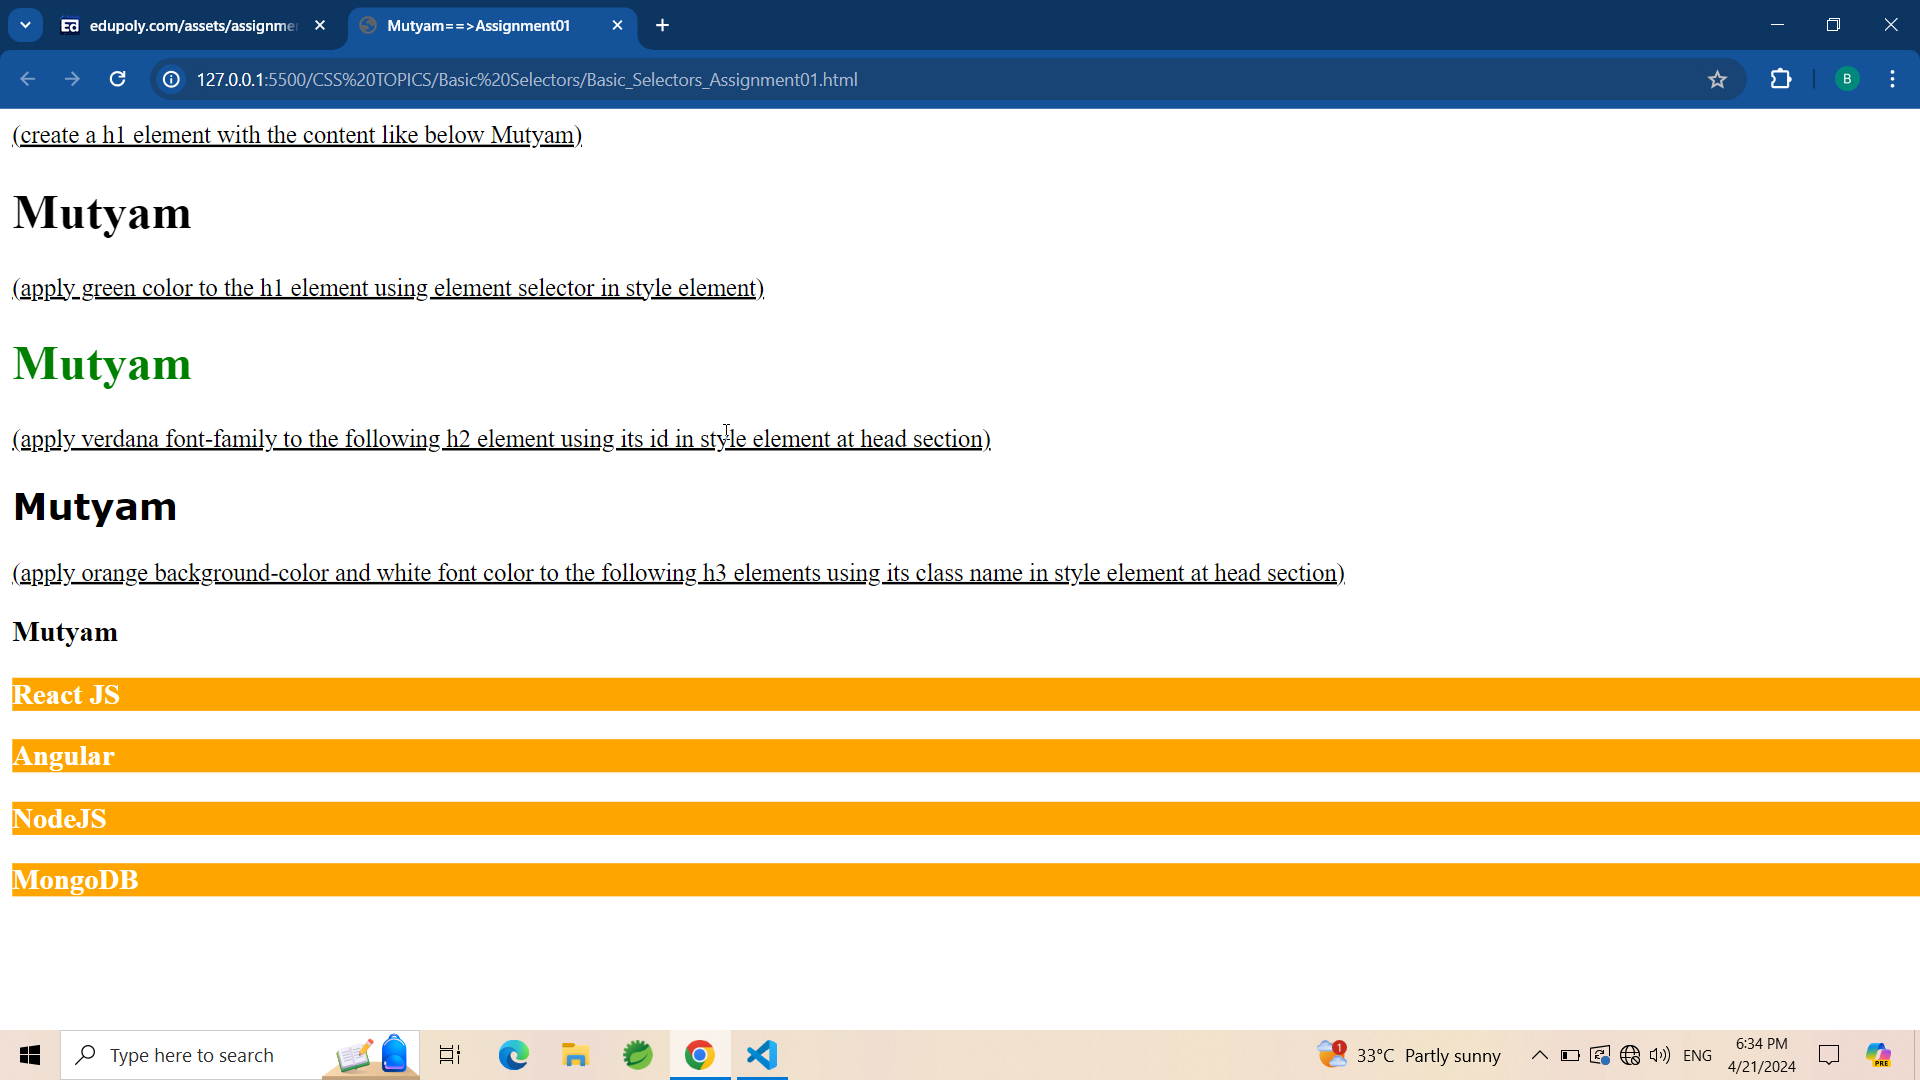 edupoly.com/assets/assignme
Mutyam==>Assignment01
127.0.0.1:5500/CSS%20TOPICS/Basic%20Selectors/Basic_Selectors_Assignment01.html
B
(create a h1 element with the content like below Mutyam)
Mutyam
(apply green color to the h1 element using element selector in style element)
Mutyam
(apply verdana font-family to the following h2 element using its id in style element at head section)
Mutyam
(apply orange background-color and white font color to the following h3 elements using its class name in style element at head section)
Mutyam
React JS
Angular
NodeJS
MongoDB
Type here to search
1
33°C Partly sunny
ENG
6:34 PM
4/21/2024
PRE